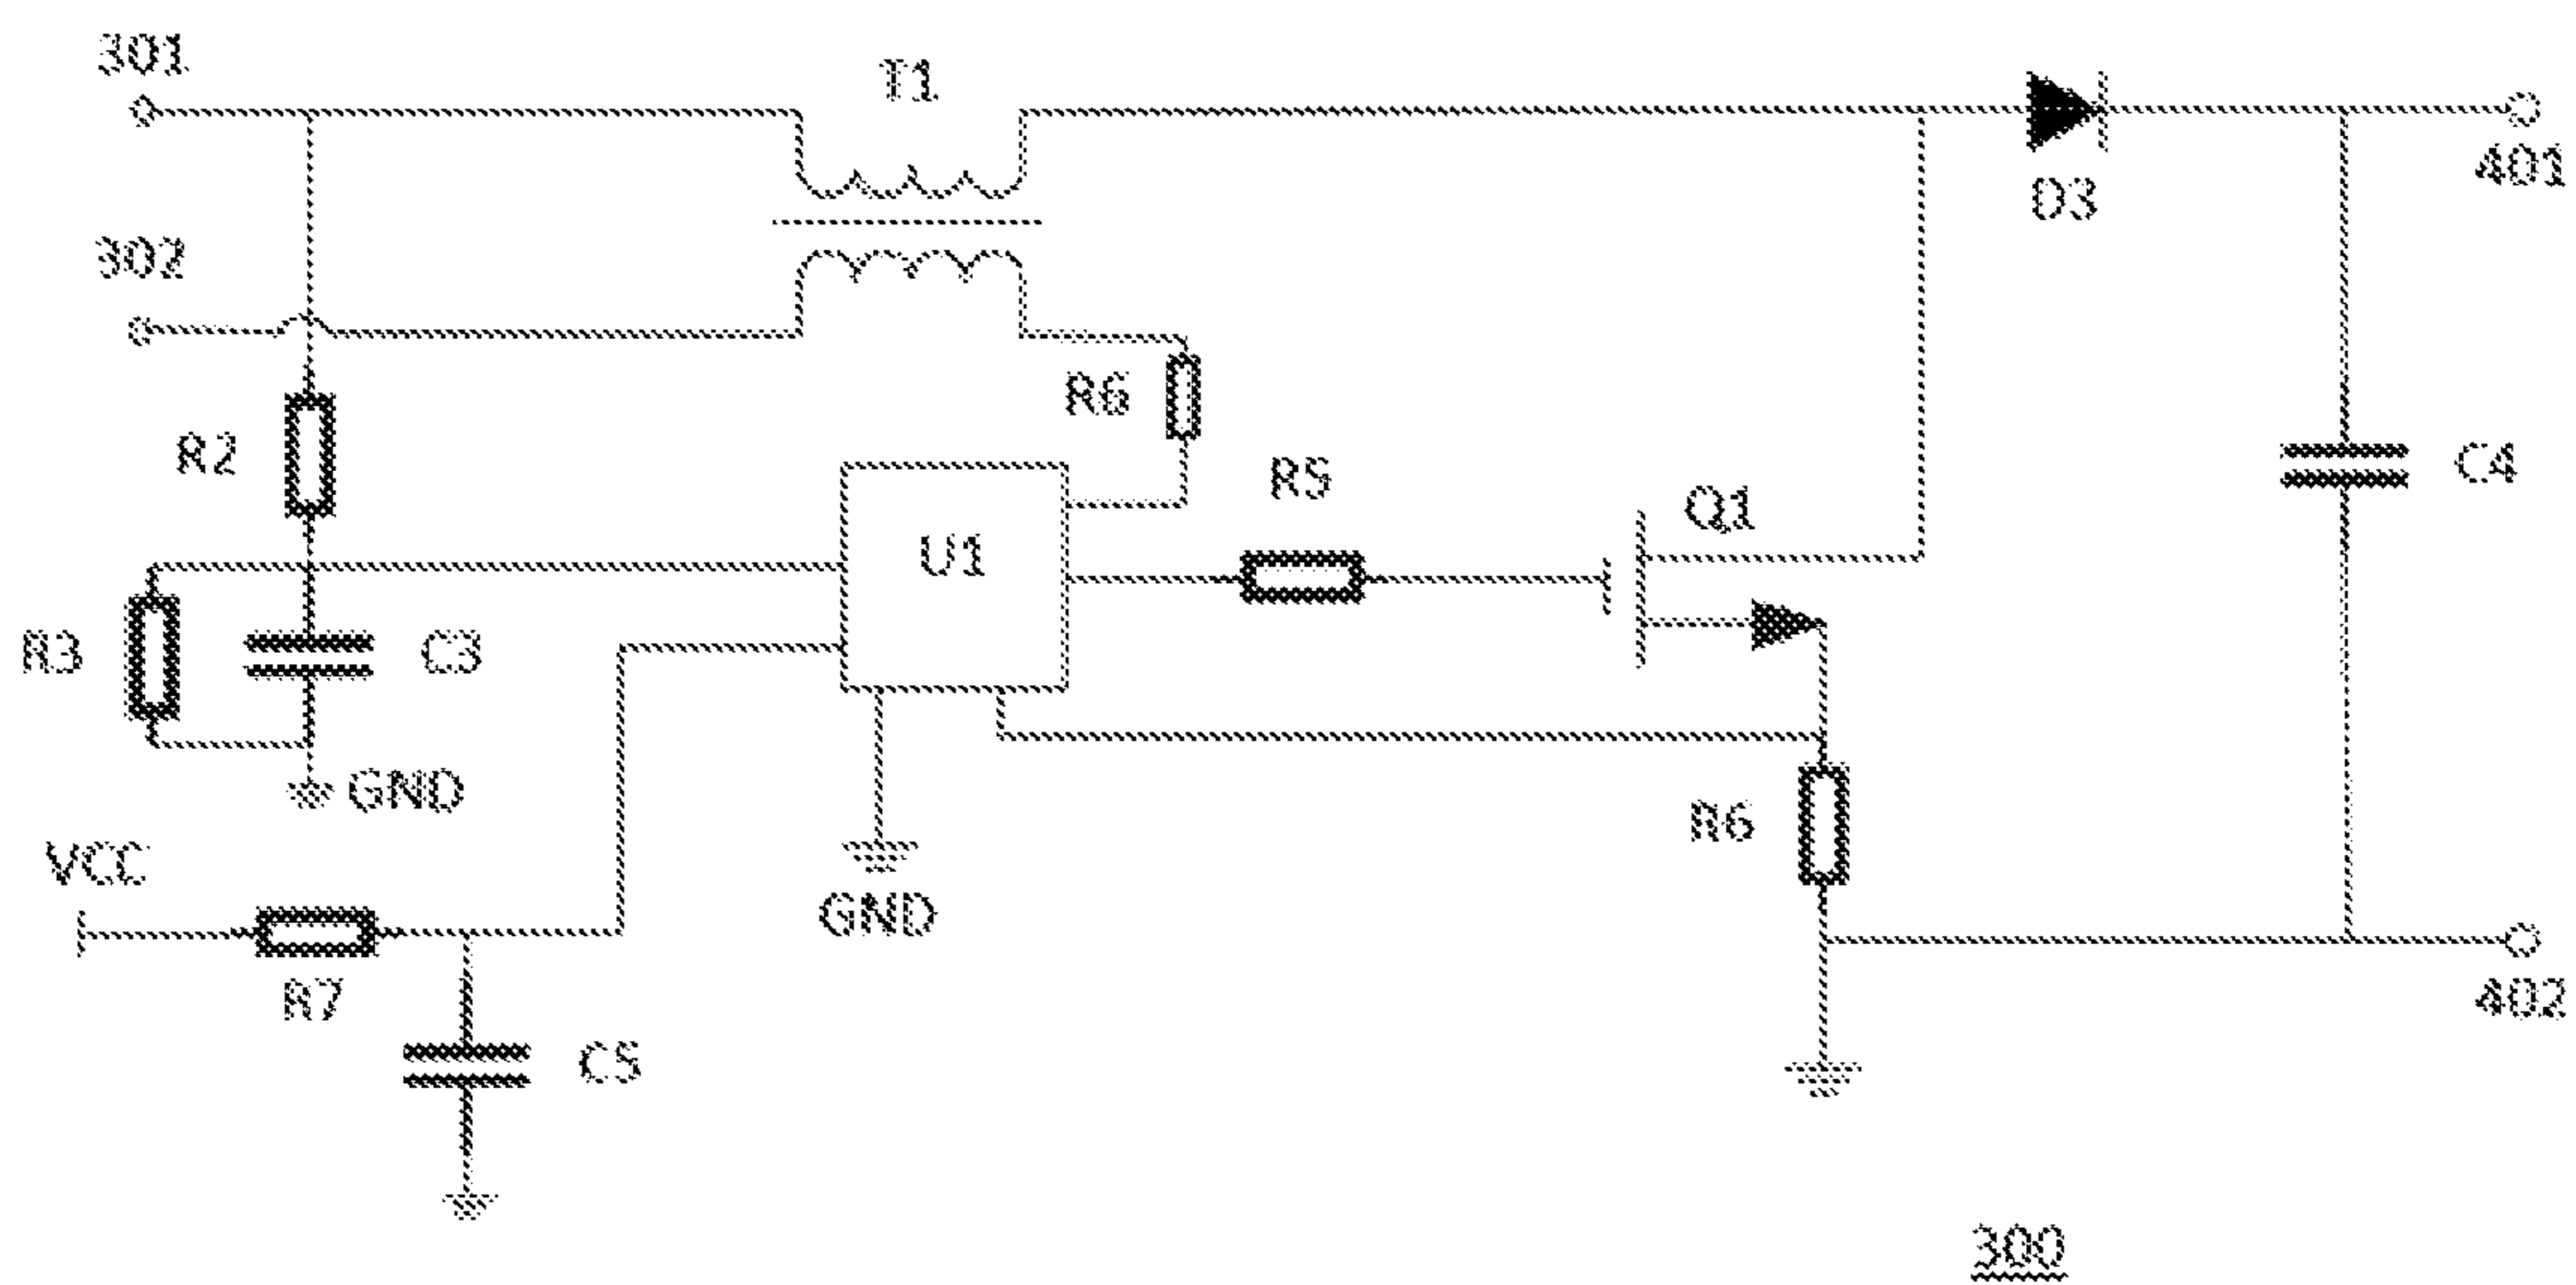 301
T1
401
D3
302
R6
R2
R5
Q1
C4
U1
R3
C3
GND
R6
VCC
GND
R7
402
C5
300